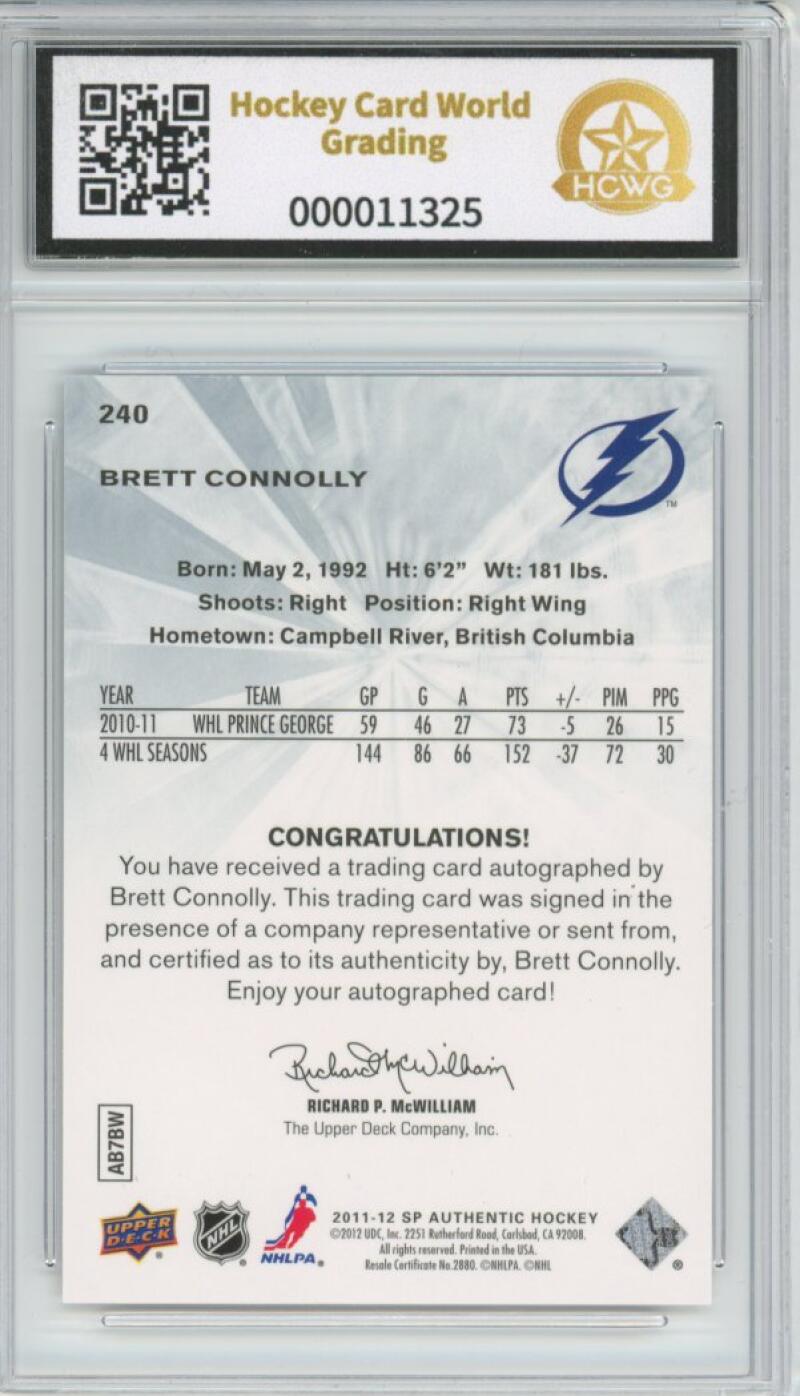 Hockey Card World
Grading
000011325
HCWG
240
BRETT CONNOLLY
TM
Born: May 2, 1992 Ht: 6'2" Wt: 181 lbs.
Shoots: Right Position: Right Wing
Hometown: Campbell River, British Columbia
YEAR TEAM GP G A PTS +/- PIM PPG
2010-11 WHL PRINCE GEORGE 59 46 27 73 -5 26 15
4 WHL SEASONS 144 86 66 152 -37 72 30
CONGRATULATIONS!
You have received a trading card autographed by
Brett Connolly. This trading card was signed in the
presence of a company representative or sent from,
and certified as to its authenticity by, Brett Connolly.
Enjoy your autographed card!
Richard McWilliam
RICHARD P. McWILLIAM
The Upper Deck Company, Inc.
AB7BW
UPPER
D·E·C·K
®
NHL
®
NHLPA®
2011-12 SP AUTHENTIC HOCKEY
©2012 UDC, Inc. 2251 Rutherford Road, Carlsbad, CA 92008.
All rights reserved. Printed in the USA.
Resale Certificate No.2880. ©NHLPA. ©NHL
®